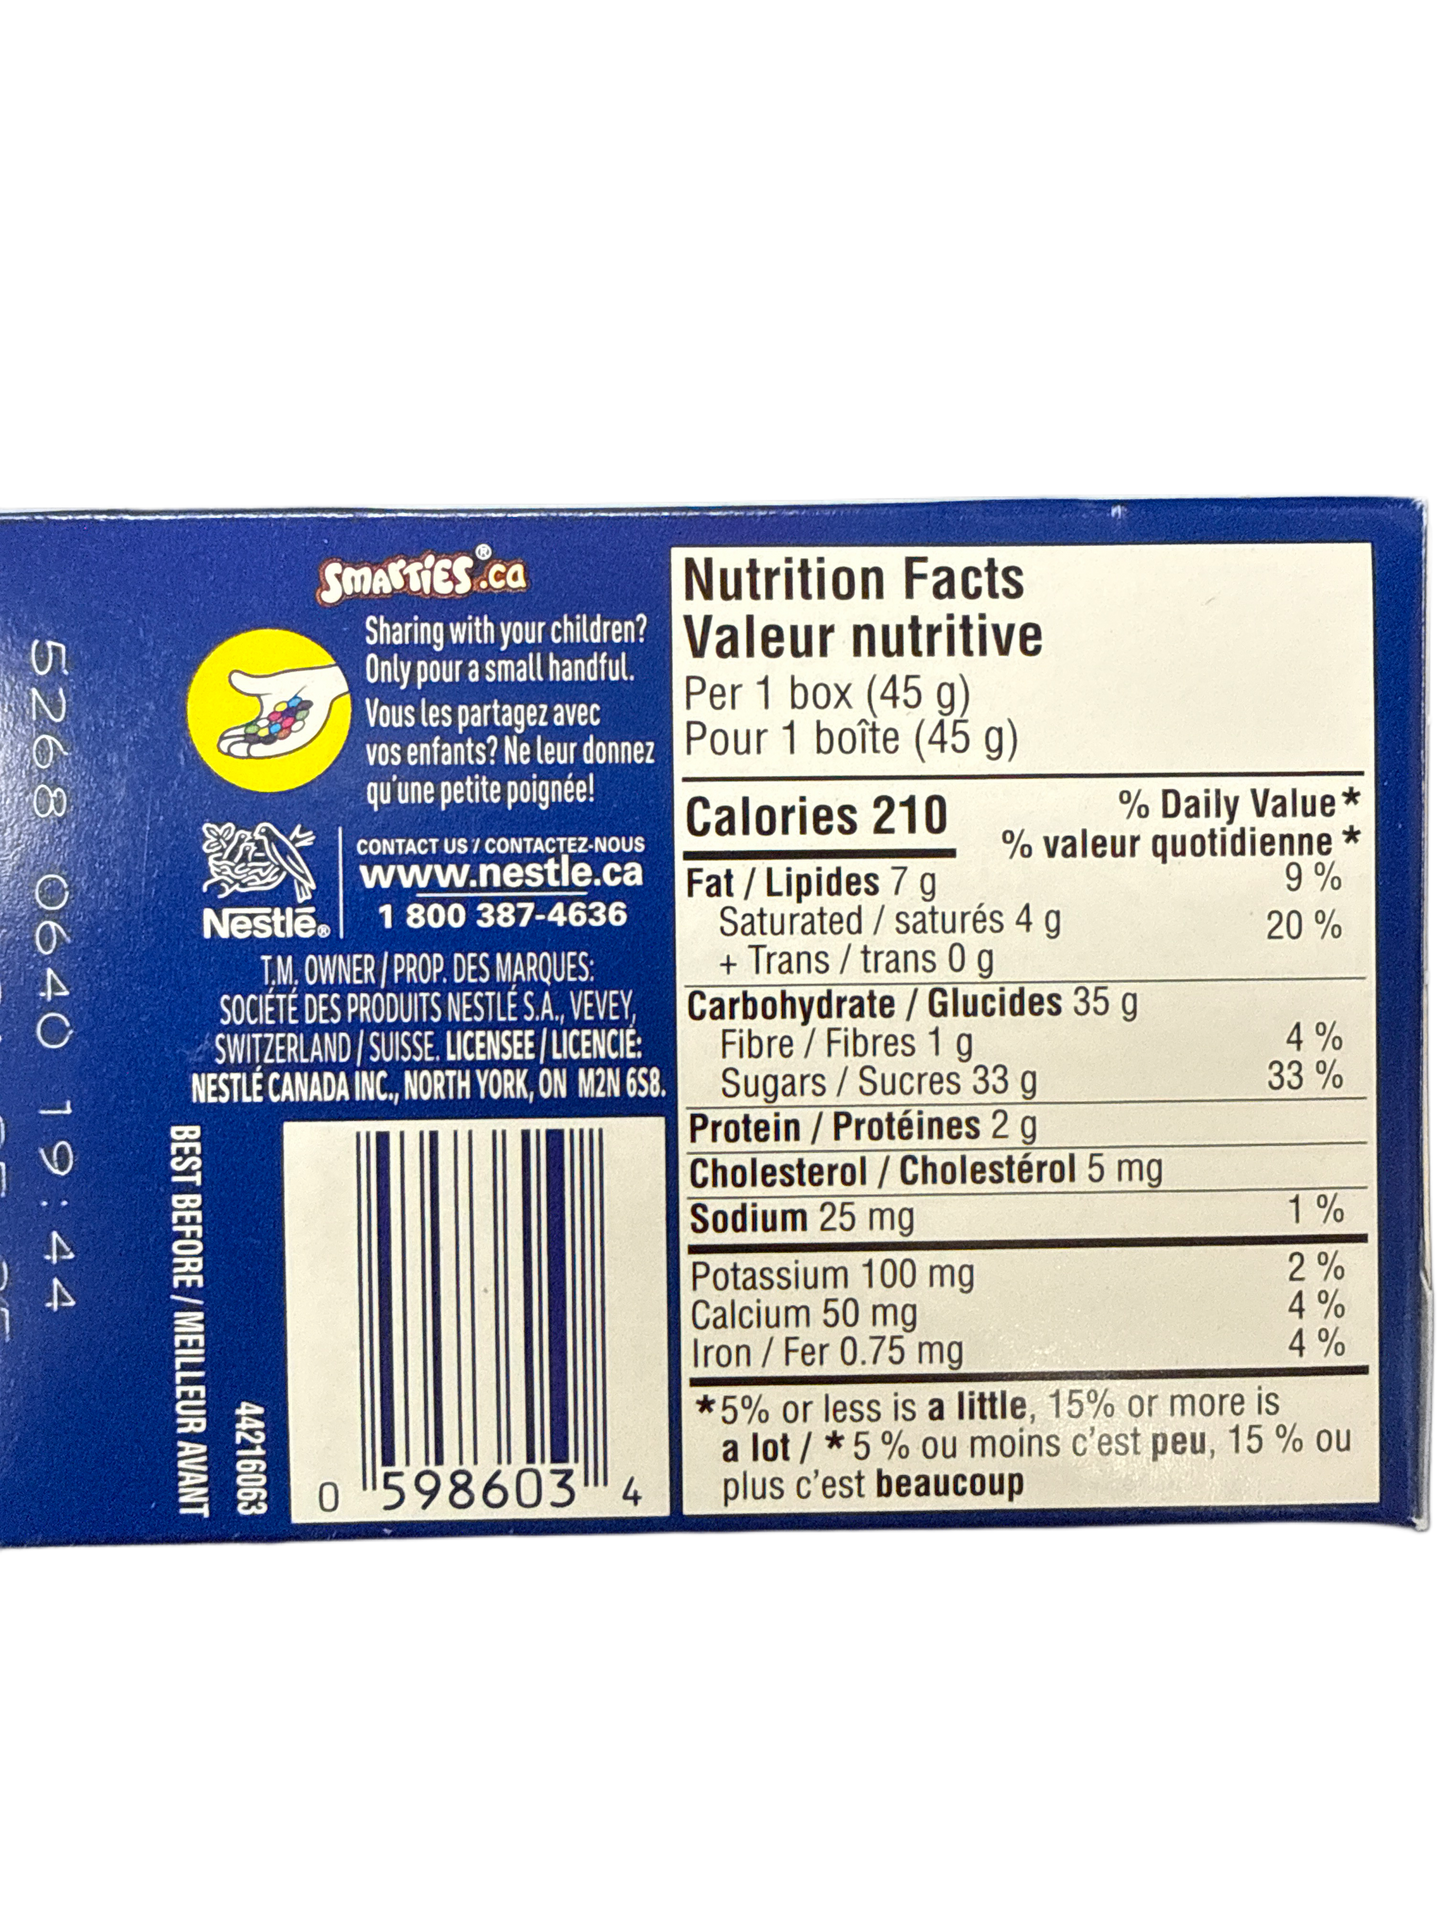 SMARTIES®.ca
Sharing with your children?
Only pour a small handful.
Vous les partagez avec
vos enfants? Ne leur donnez
qu'une petite poignée!
CONTACT US / CONTACTEZ-NOUS
www.nestle.ca
1 800 387-4636
Nestlé®
T.M. OWNER / PROP. DES MARQUES:
SOCIÉTÉ DES PRODUITS NESTLÉ S.A., VEVEY,
SWITZERLAND / SUISSE. LICENSEE / LICENCIÉ:
NESTLÉ CANADA INC., NORTH YORK, ON M2N 6S8.
5268 0640 19:44
BEST BEFORE / MEILLEUR AVANT
44216063
0 598603 4
Nutrition Facts
Valeur nutritive
Per 1 box (45 g)
Pour 1 boîte (45 g)
Calories 210
% Daily Value*
% valeur quotidienne*
Fat / Lipides 7 g 9 %
Saturated / saturés 4 g
+ Trans / trans 0 g
20 %
Carbohydrate / Glucides 35 g
Fibre / Fibres 1 g 4 %
Sugars / Sucres 33 g 33 %
Protein / Protéines 2 g
Cholesterol / Cholestérol 5 mg
Sodium 25 mg 1 %
Potassium 100 mg 2 %
Calcium 50 mg 4 %
Iron / Fer 0.75 mg 4 %
*5% or less is a little, 15% or more is
a lot / *5 % ou moins c'est peu, 15 % ou
plus c'est beaucoup